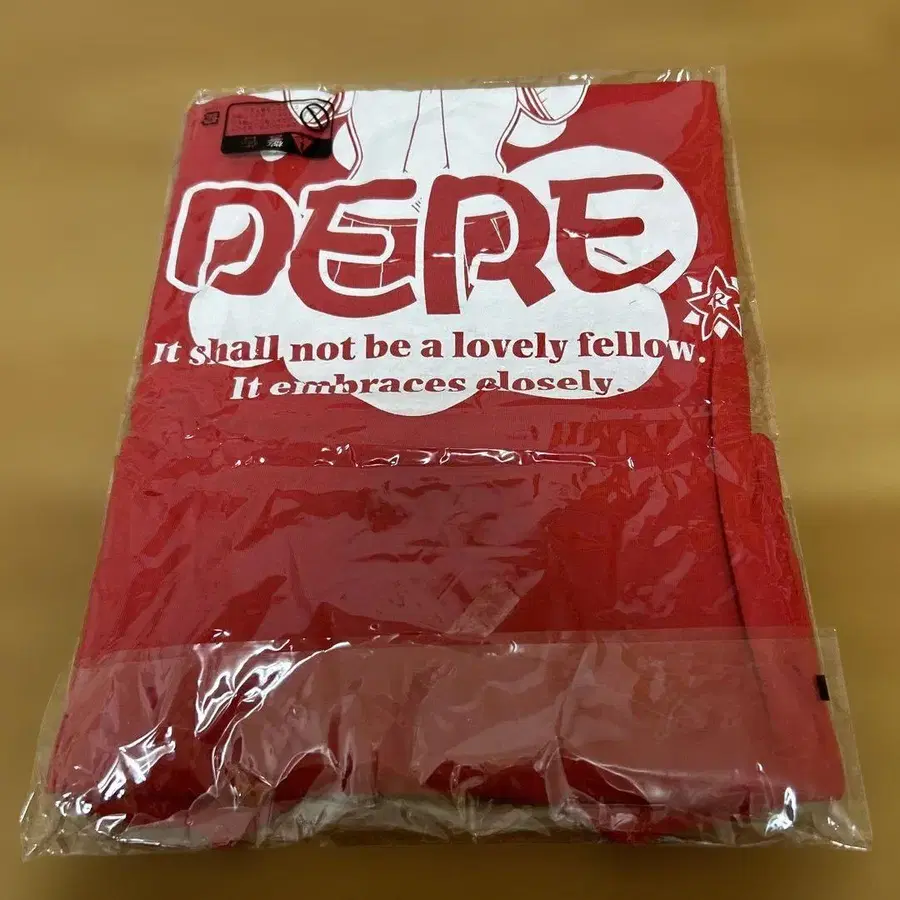 DERE
R
It shall not be a lovely fellow.
It embraces closely.